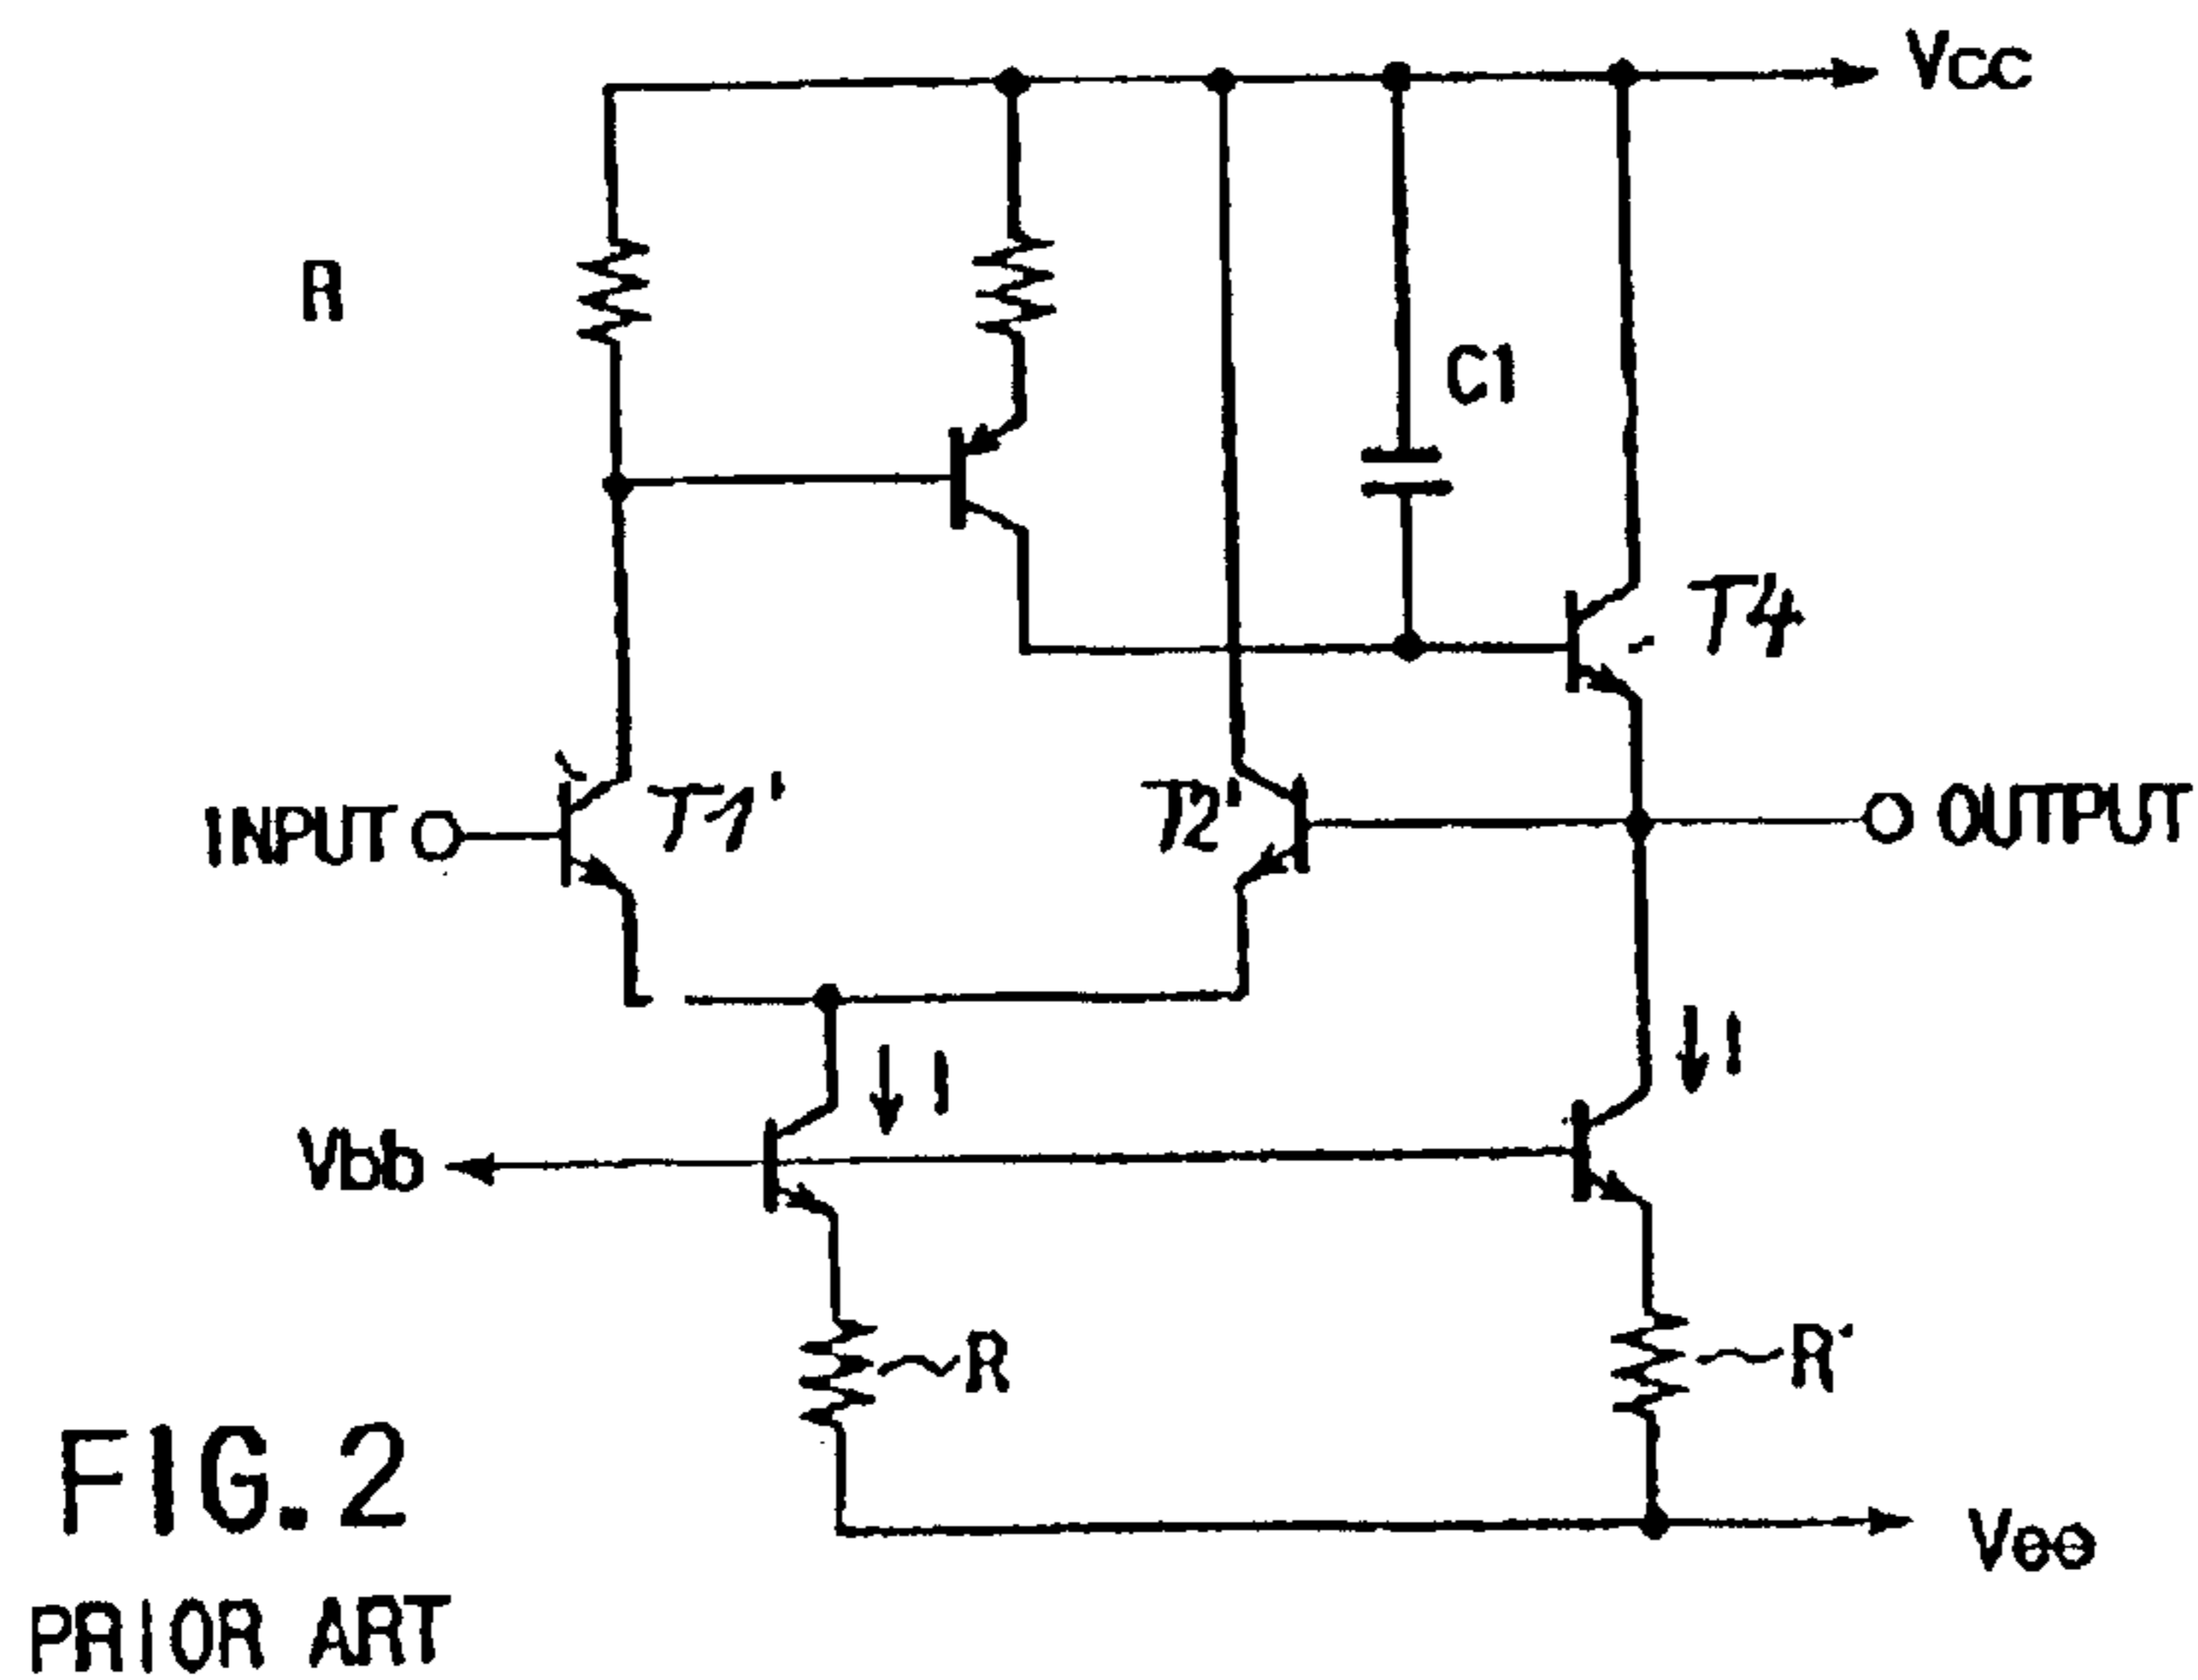 Vcc
R
C1
T4
INPUT
T1'
T2'
OUTPUT
I
I
Vbb
R
R'
FIG. 2
Vee
PRIOR ART